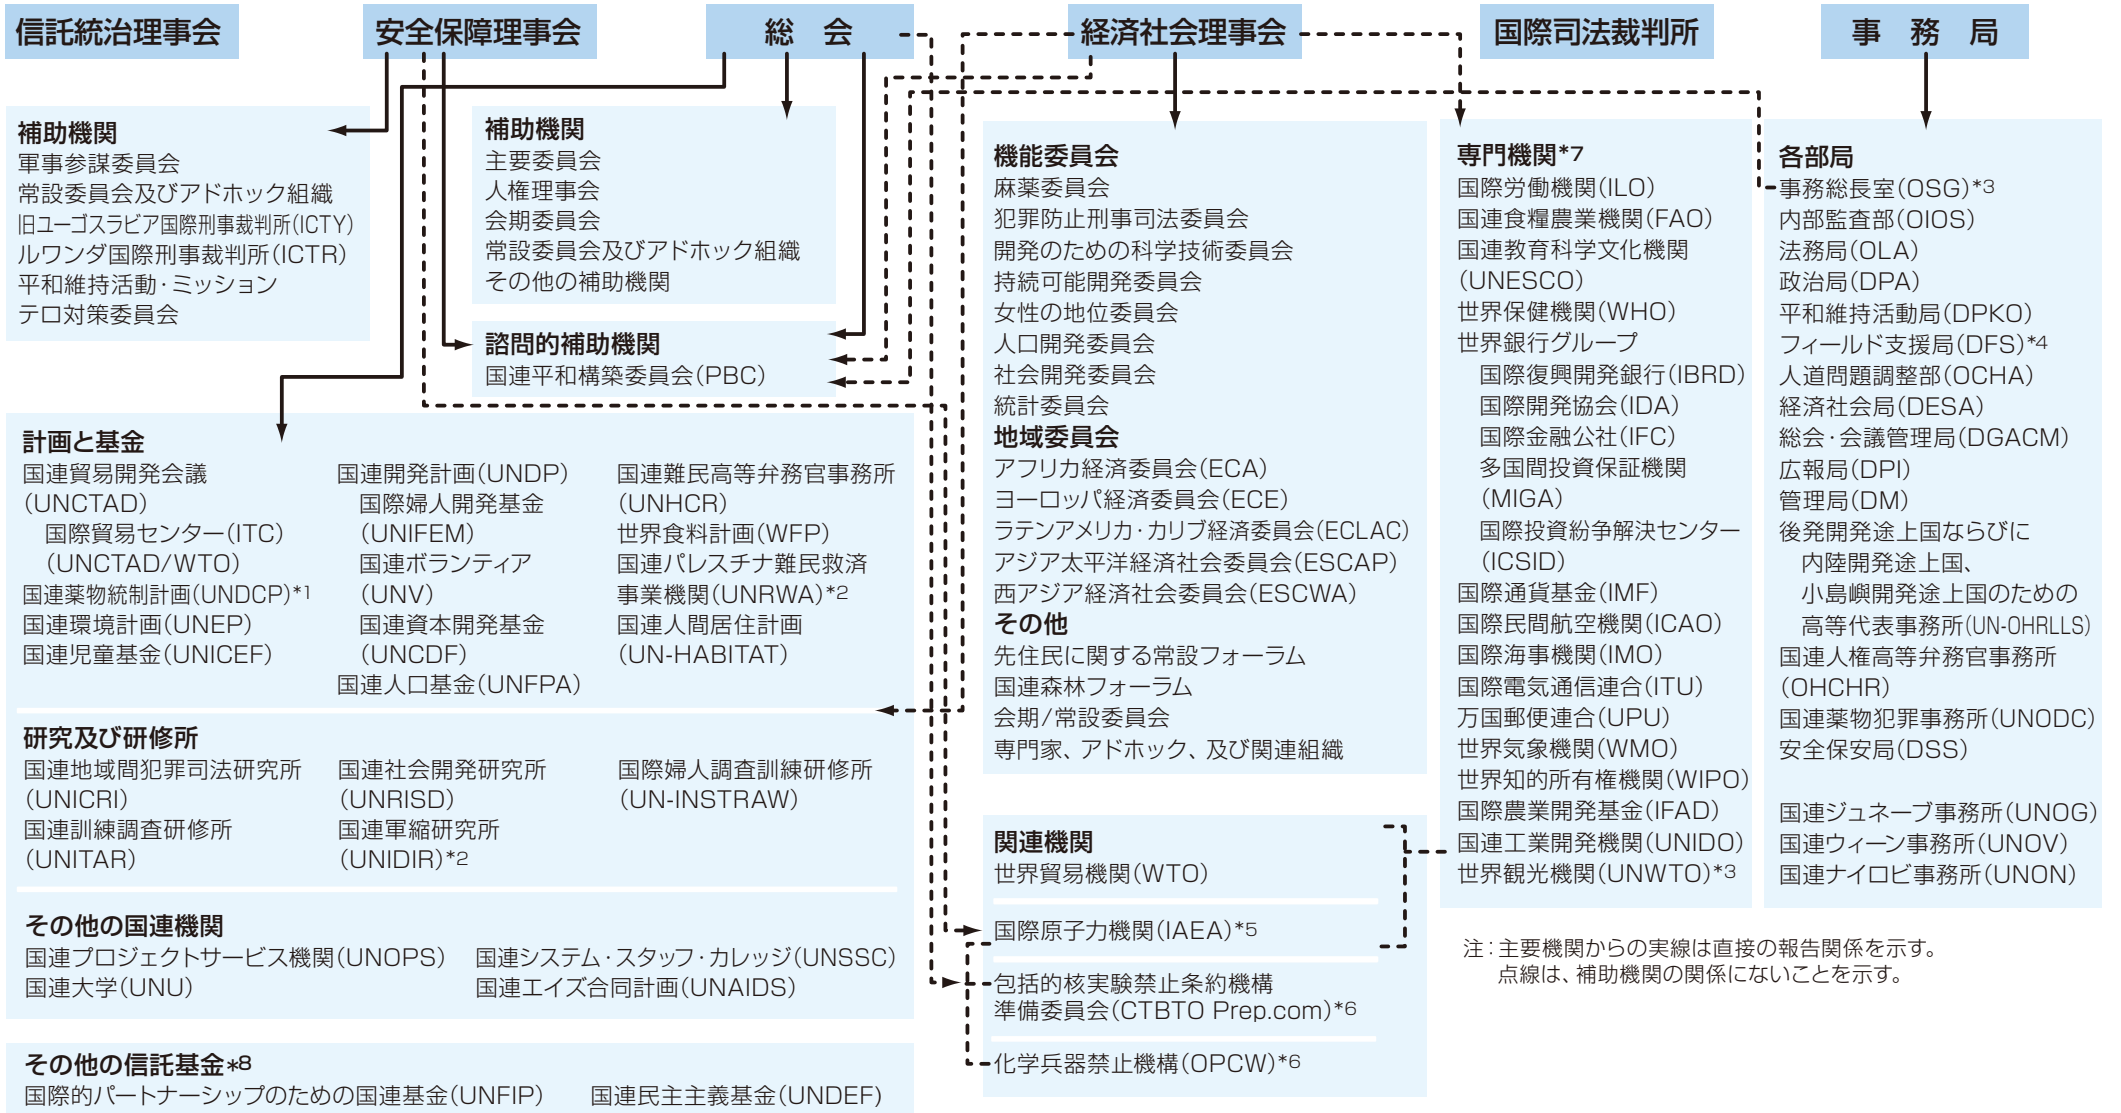 信託統治理事会
安全保障理事会
総　会
経済社会理事会
国際司法裁判所
事　務　局
補助機関
軍事参謀委員会
常設委員会及びアドホック組織
旧ユーゴスラビア国際刑事裁判所(ICTY)
ルワンダ国際刑事裁判所(ICTR)
平和維持活動・ミッション
テロ対策委員会
補助機関
主要委員会
人権理事会
会期委員会
常設委員会及びアドホック組織
その他の補助機関
諮問的補助機関
国連平和構築委員会(PBC)
計画と基金
国連貿易開発会議
(UNCTAD)
国際貿易センター(ITC)
(UNCTAD/WTO)
国連薬物統制計画(UNDCP)*1
国連環境計画(UNEP)
国連児童基金(UNICEF)
国連開発計画(UNDP)
国際婦人開発基金
(UNIFEM)
国連ボランティア
(UNV)
国連資本開発基金
(UNCDF)
国連人口基金(UNFPA)
国連難民高等弁務官事務所
(UNHCR)
世界食料計画(WFP)
国連パレスチナ難民救済
事業機関(UNRWA)*2
国連人間居住計画
(UN-HABITAT)
研究及び研修所
国連地域間犯罪司法研究所
(UNICRI)
国連訓練調査研修所
(UNITAR)
国連社会開発研究所
(UNRISD)
国連軍縮研究所
(UNIDIR)*2
国際婦人調査訓練研修所
(UN-INSTRAW)
その他の国連機関
国連プロジェクトサービス機関(UNOPS)
国連大学(UNU)
国連システム・スタッフ・カレッジ(UNSSC)
国連エイズ合同計画(UNAIDS)
その他の信託基金*8
国際的パートナーシップのための国連基金(UNFIP)
国連民主主義基金(UNDEF)
機能委員会
麻薬委員会
犯罪防止刑事司法委員会
開発のための科学技術委員会
持続可能開発委員会
女性の地位委員会
人口開発委員会
社会開発委員会
統計委員会
地域委員会
アフリカ経済委員会(ECA)
ヨーロッパ経済委員会(ECE)
ラテンアメリカ・カリブ経済委員会(ECLAC)
アジア太平洋経済社会委員会(ESCAP)
西アジア経済社会委員会(ESCWA)
その他
先住民に関する常設フォーラム
国連森林フォーラム
会期/常設委員会
専門家、アドホック、及び関連組織
関連機関
世界貿易機関(WTO)
国際原子力機関(IAEA)*5
包括的核実験禁止条約機構
準備委員会(CTBTO Prep.com)*6
化学兵器禁止機構(OPCW)*6
専門機関*7
国際労働機関(ILO)
国連食糧農業機関(FAO)
国連教育科学文化機関
(UNESCO)
世界保健機関(WHO)
世界銀行グループ
国際復興開発銀行(IBRD)
国際開発協会(IDA)
国際金融公社(IFC)
多国間投資保証機関
(MIGA)
国際投資紛争解決センター
(ICSID)
国際通貨基金(IMF)
国際民間航空機関(ICAO)
国際海事機関(IMO)
国際電気通信連合(ITU)
万国郵便連合(UPU)
世界気象機関(WMO)
世界知的所有権機関(WIPO)
国際農業開発基金(IFAD)
国連工業開発機関(UNIDO)
世界観光機関(UNWTO)*3
各部局
事務総長室(OSG)*3
内部監査部(OIOS)
法務局(OLA)
政治局(DPA)
平和維持活動局(DPKO)
フィールド支援局(DFS)*4
人道問題調整部(OCHA)
経済社会局(DESA)
総会・会議管理局(DGACM)
広報局(DPI)
管理局(DM)
後発開発途上国ならびに
内陸開発途上国、
小島嶼開発途上国のための
高等代表事務所(UN-OHRLLS)
国連人権高等弁務官事務所
(OHCHR)
国連薬物犯罪事務所(UNODC)
安全保安局(DSS)
国連ジュネーブ事務所(UNOG)
国連ウィーン事務所(UNOV)
国連ナイロビ事務所(UNON)
注：主要機関からの実線は直接の報告関係を示す。
点線は、補助機関の関係にないことを示す。